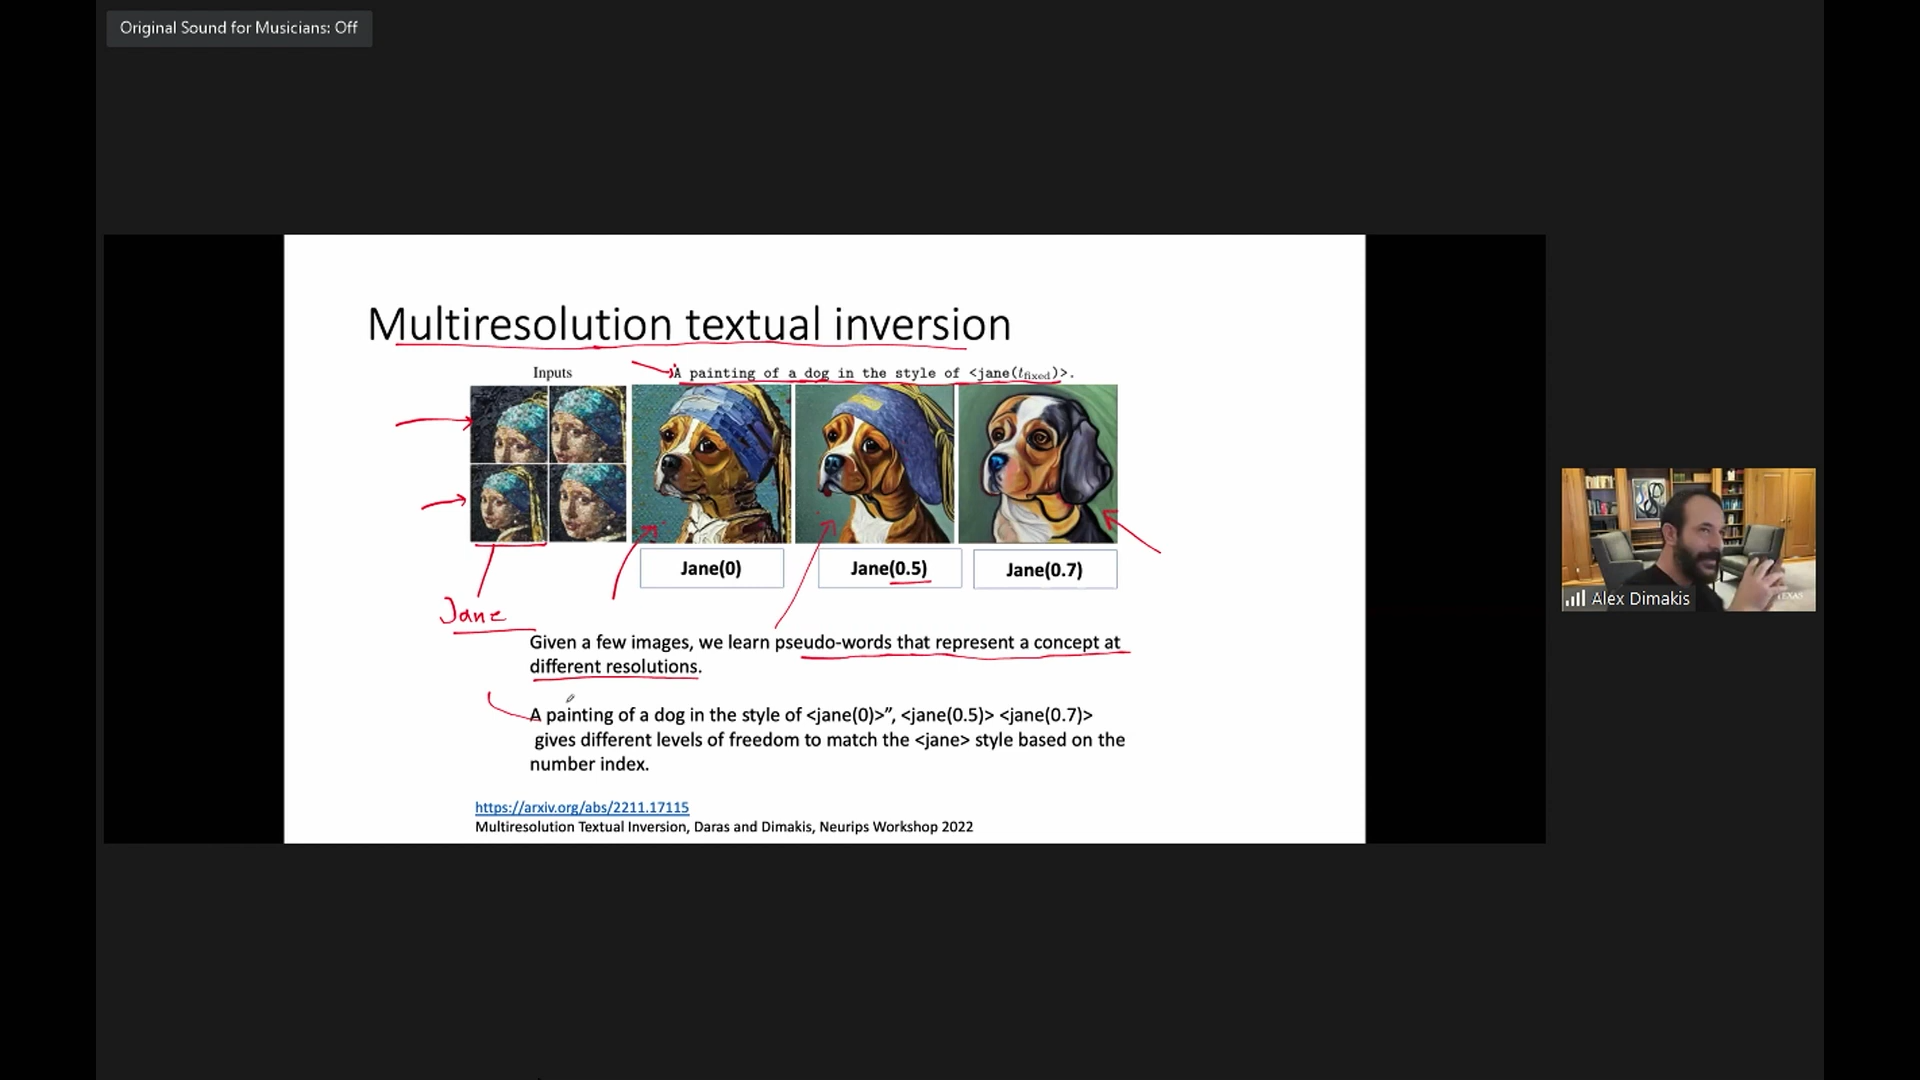 Original Sound for Musicians: Off
Multiresolution textual inversion
Inputs
A painting of a dog in the style of <jane(tfixed)>.
Jane(0)
Jane(0.5)
Jane(0.7)
Jane
Given a few images, we learn pseudo-words that represent a concept at
different resolutions.
A painting of a dog in the style of <jane(0)>”, <jane(0.5)> <jane(0.7)>
gives different levels of freedom to match the <jane> style based on the
number index.
https://arxiv.org/abs/2211.17115
Multiresolution Textual Inversion, Daras and Dimakis, Neurips Workshop 2022
Alex Dimakis